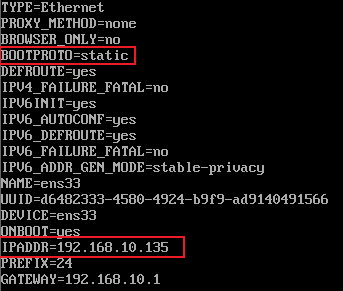 TYPE=Ethernet
PROXY_METHOD=none
BROWSER_ONLY=no
BOOTPROTO=static
DEFROUTE=yes
IPV4_FAILURE_FATAL=no
IPV6INIT=yes
IPV6_AUTOCONF=yes
IPV6_DEFROUTE=yes
IPV6_FAILURE_FATAL=no
IPV6_ADDR_GEN_MODE=stable-privacy
NAME=ens33
UUID=d6482333-4580-4924-b9f9-ad9140491566
DEVICE=ens33
ONBOOT=yes
IPADDR=192.168.10.135
PREFIX=24
GATEWAY=192.168.10.1